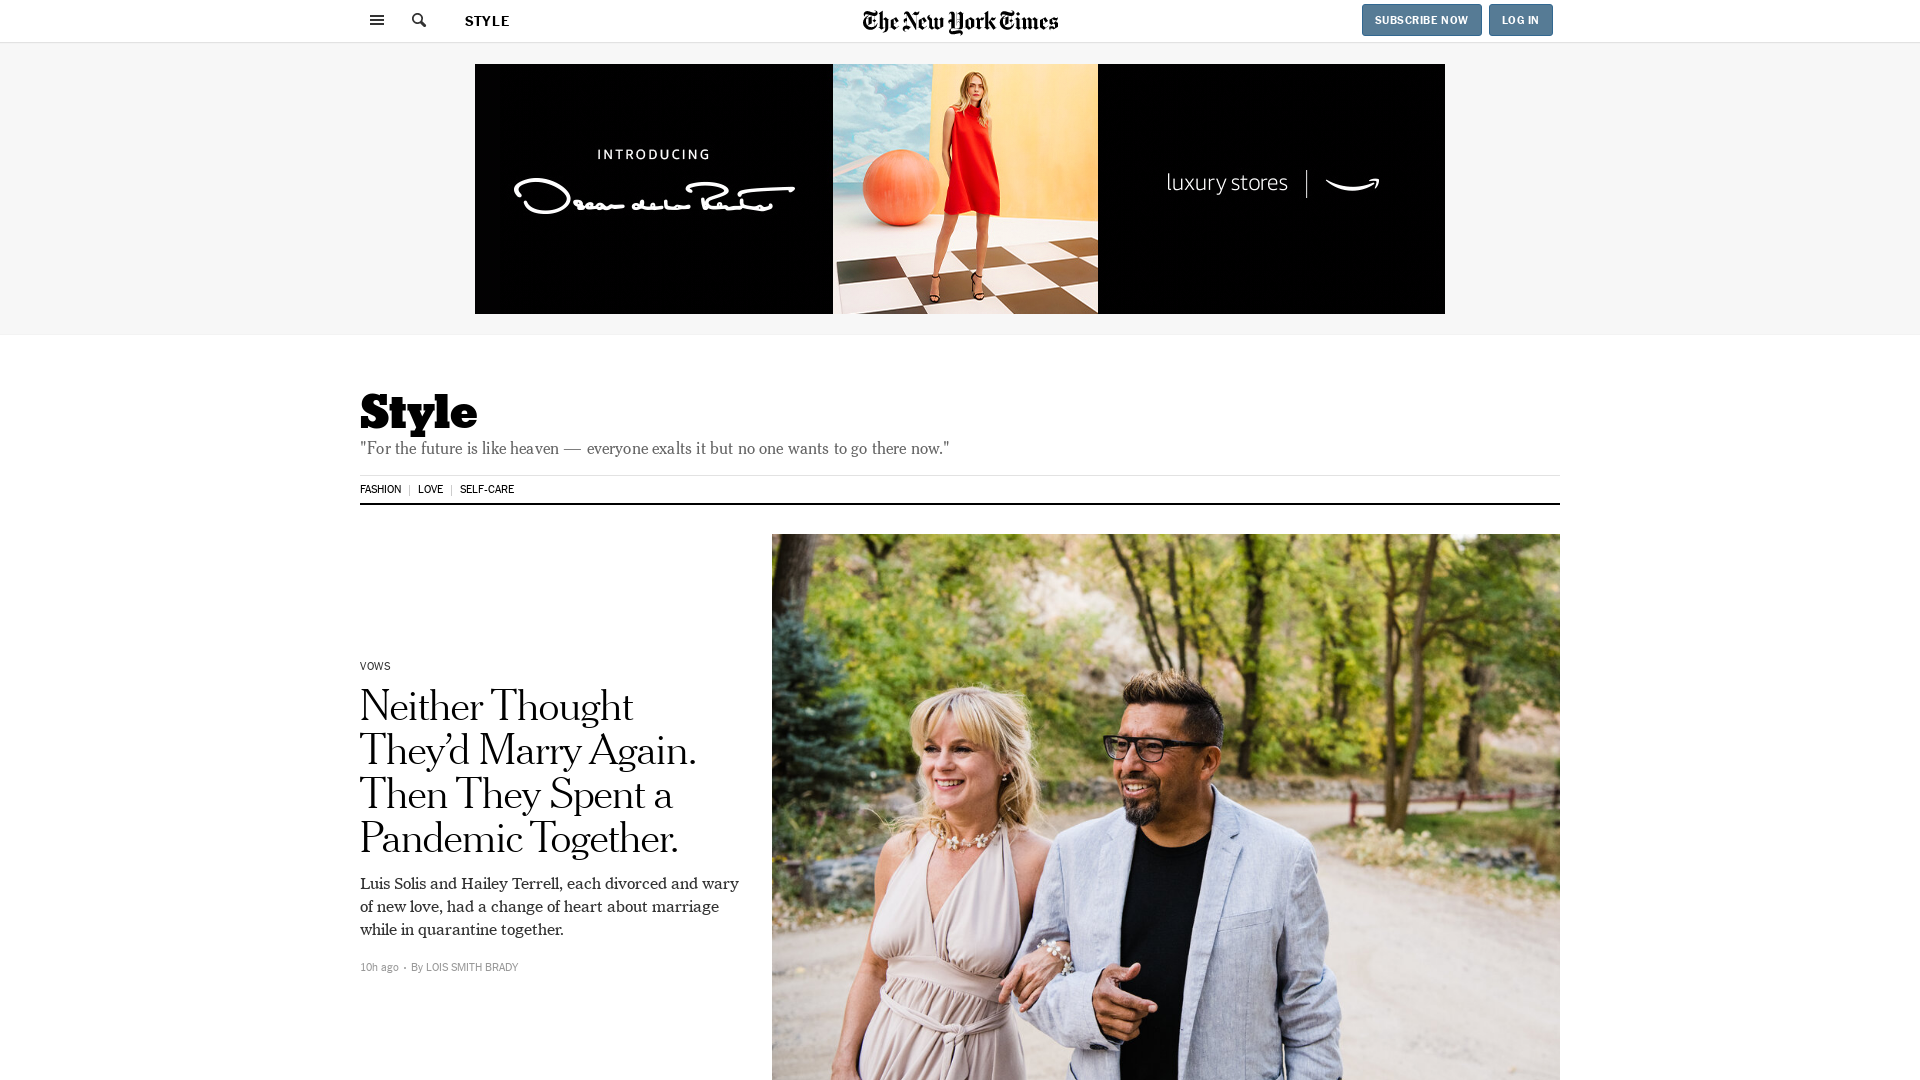 STYLE
The New York Times
SUBSCRIBE NOW
LOG IN
INTRODUCING
Oscar de la Renta
luxury stores
Style
"For the future is like heaven — everyone exalts it but no one wants to go there now."
FASHION | LOVE | SELF-CARE
VOWS
Neither Thought
They’d Marry Again.
Then They Spent a
Pandemic Together.
Luis Solis and Hailey Terrell, each divorced and wary
of new love, had a change of heart about marriage
while in quarantine together.
10h ago · By LOIS SMITH BRADY